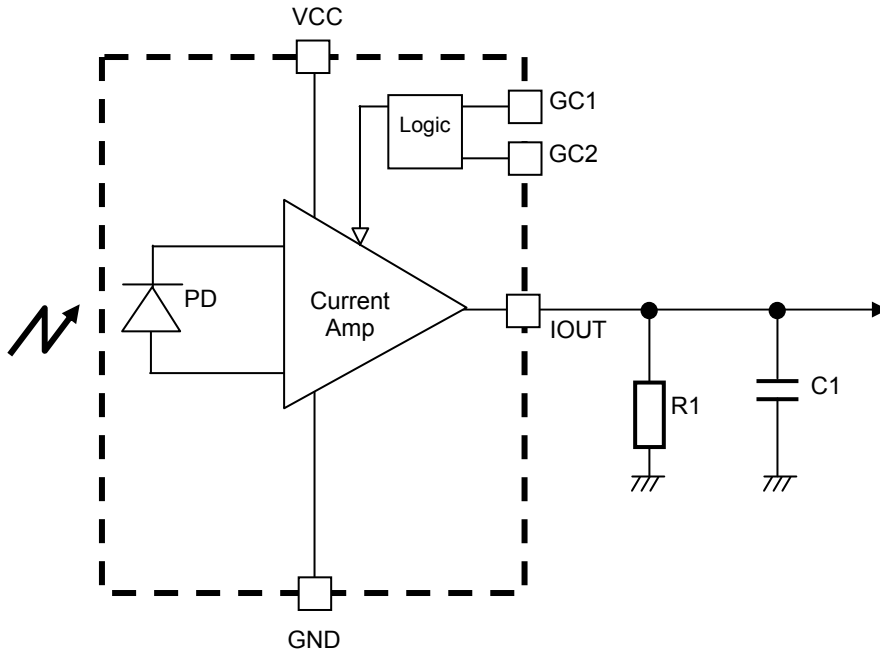 VCC
GC1
Logic
GC2
PD
Current
Amp
IOUT
R1
C1
GND